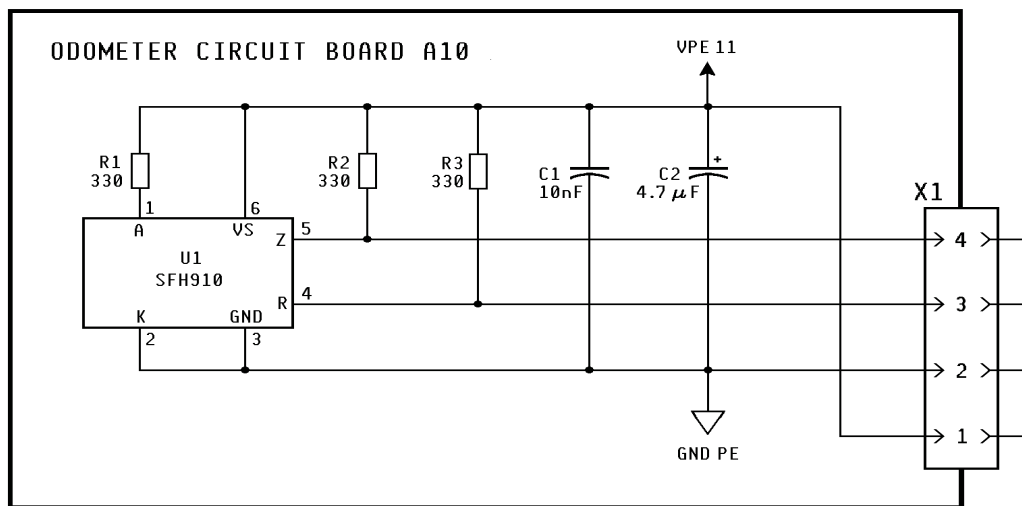 ODOMETER CIRCUIT BOARD A10
VPE 11
R1
330
R2
330
R3
330
C1
10nF
C2
+
4.7 μF
X1
1
6
A
VS
5
Z
4
U1
SFH910
4
R
3
K
GND
2
3
2
1
GND PE